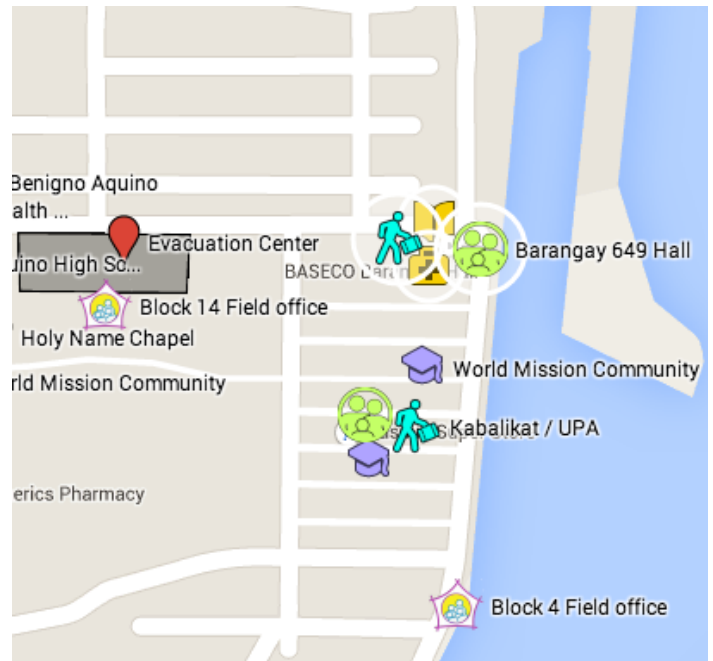 Benigno Aquino
alth ...
Evacuation Center
uino High Sc...
Barangay 649 Hall
BASECO
Block 14 Field office
Holy Name Chapel
World Mission Community
rld Mission Community
Kabalikat / UPA
erics Pharmacy
Block 4 Field office